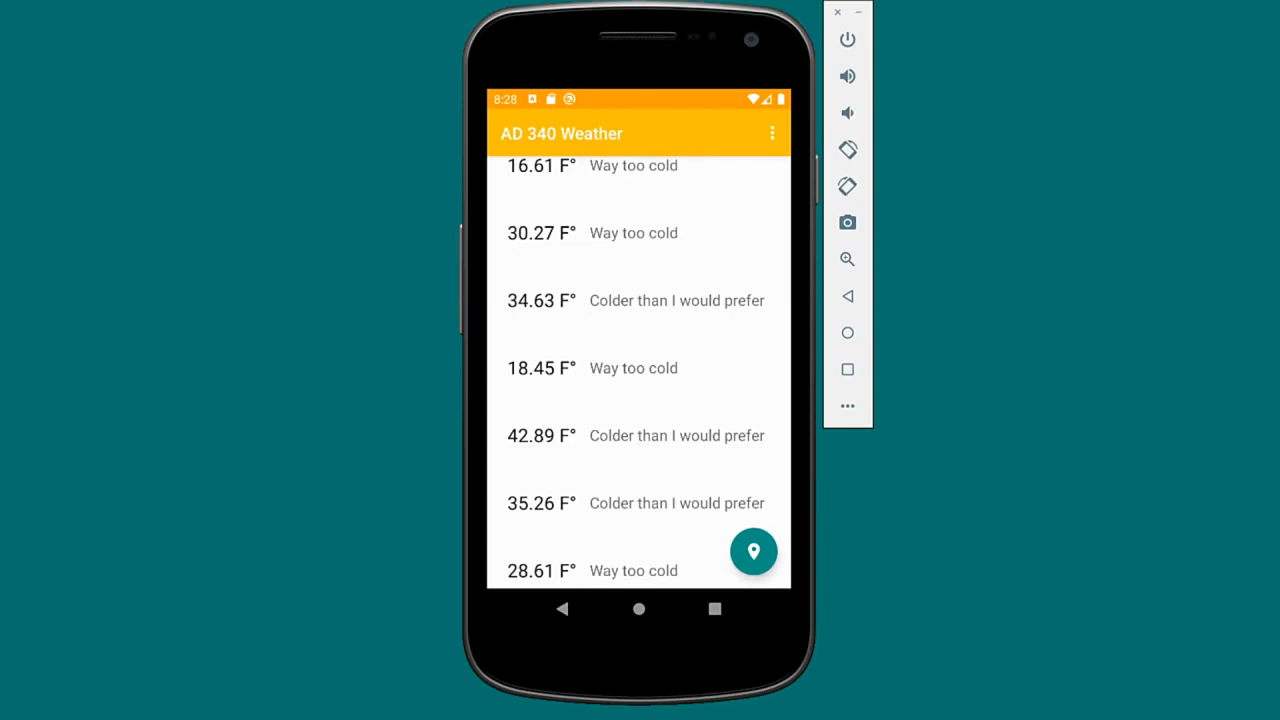 8:28
AD 340 Weather
16.61 F° Way too cold
30.27 F° Way too cold
34.63 F° Colder than I would prefer
18.45 F° Way too cold
42.89 F° Colder than I would prefer
35.26 F° Colder than I would prefer
28.61 F° Way too cold